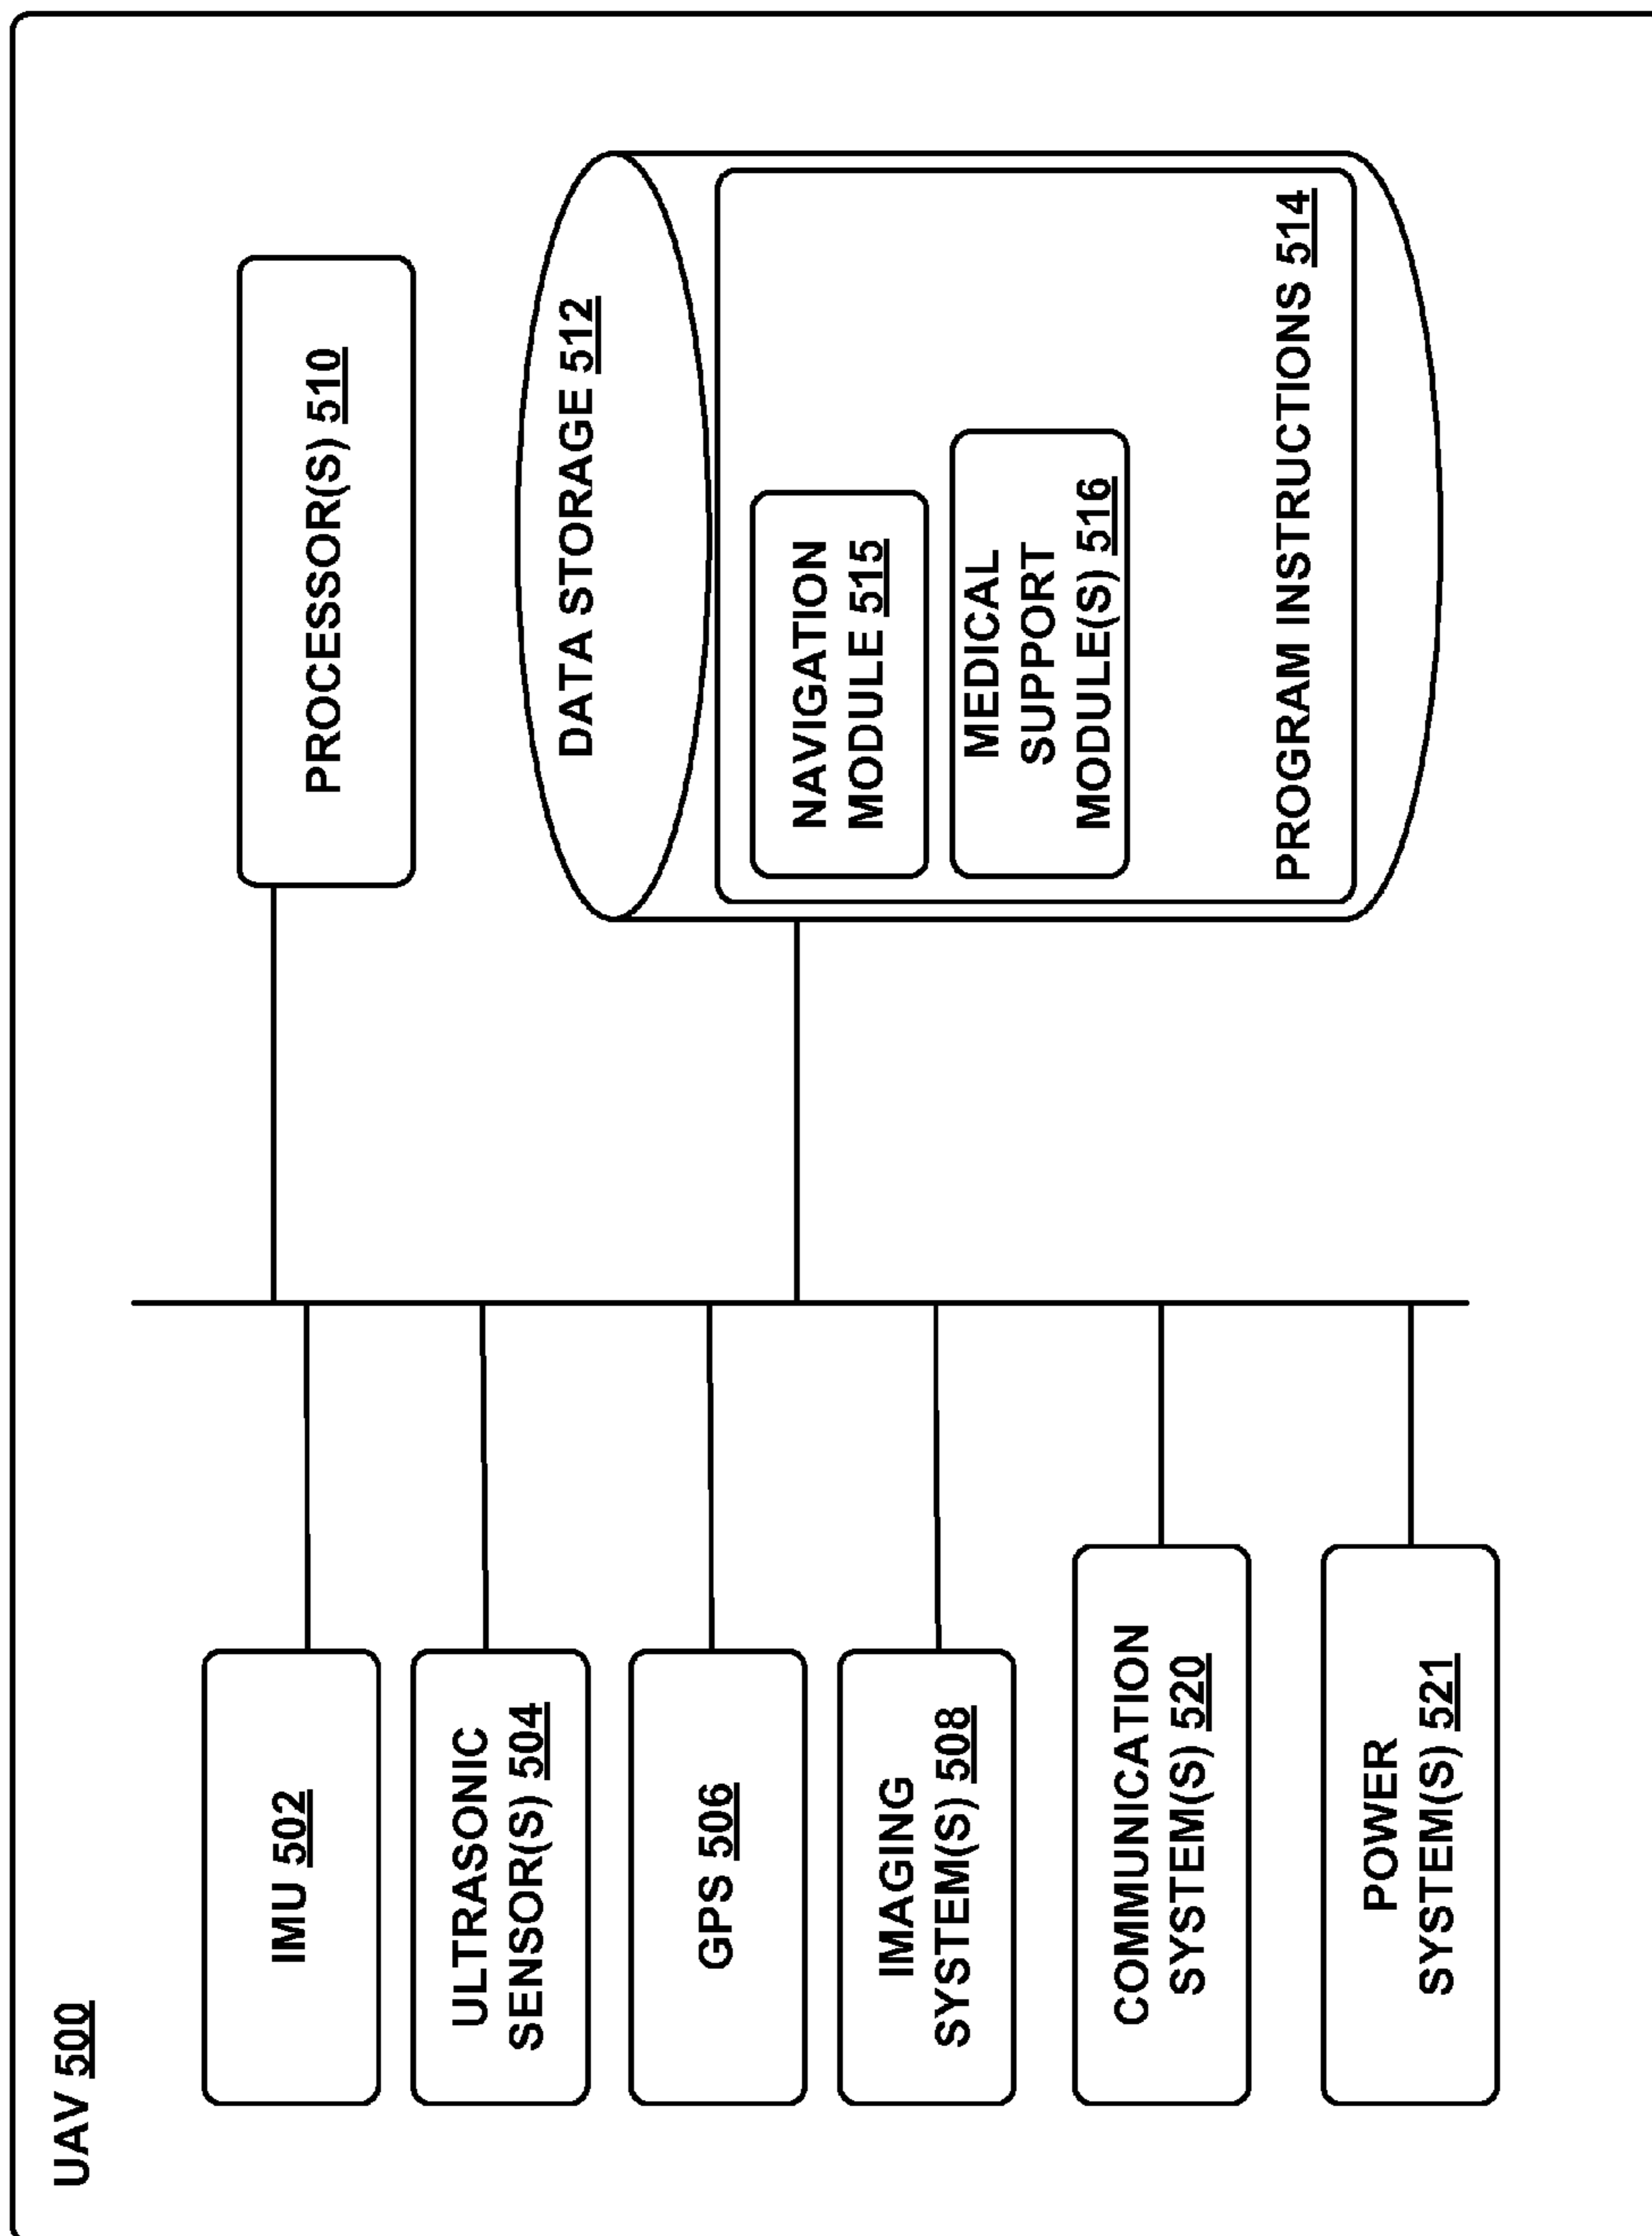 UAV 500
IMU 502
ULTRASONIC
SENSOR(S) 504
GPS 506
IMAGING
SYSTEM(S) 508
COMMUNICATION
SYSTEM(S) 520
POWER
SYSTEM(S) 521
PROCESSOR(S) 510
DATA STORAGE 512
NAVIGATION
MODULE 515
MEDICAL
SUPPORT
MODULE(S) 516
PROGRAM INSTRUCTIONS 514